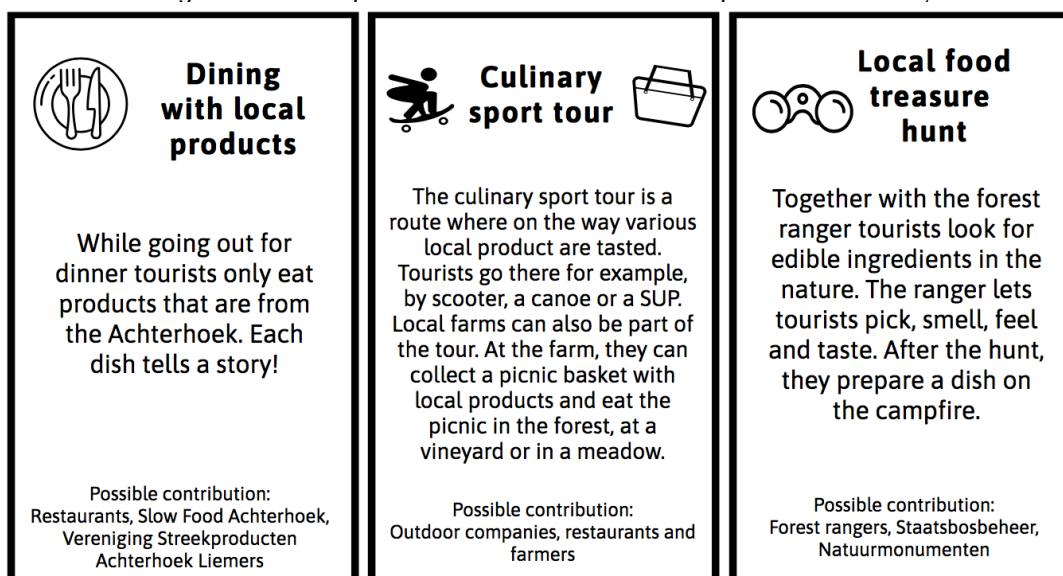 Dining
with local
products
While going out for
dinner tourists only eat
products that are from
the Achterhoek. Each
dish tells a story!
Possible contribution:
Restaurants, Slow Food Achterhoek,
Vereniging Streekproducten
Achterhoek Liemers
Culinary
sport tour
The culinary sport tour is a
route where on the way various
local product are tasted.
Tourists go there for example,
by scooter, a canoe or a SUP.
Local farms can also be part of
the tour. At the farm, they can
collect a picnic basket with
local products and eat the
picnic in the forest, at a
vineyard or in a meadow.
Possible contribution:
Outdoor companies, restaurants and
farmers
Local food
treasure
hunt
Together with the forest
ranger tourists look for
edible ingredients in the
nature. The ranger lets
tourists pick, smell, feel
and taste. After the hunt,
they prepare a dish on
the campfire.
Possible contribution:
Forest rangers, Staatsbosbeheer,
Natuurmonumenten